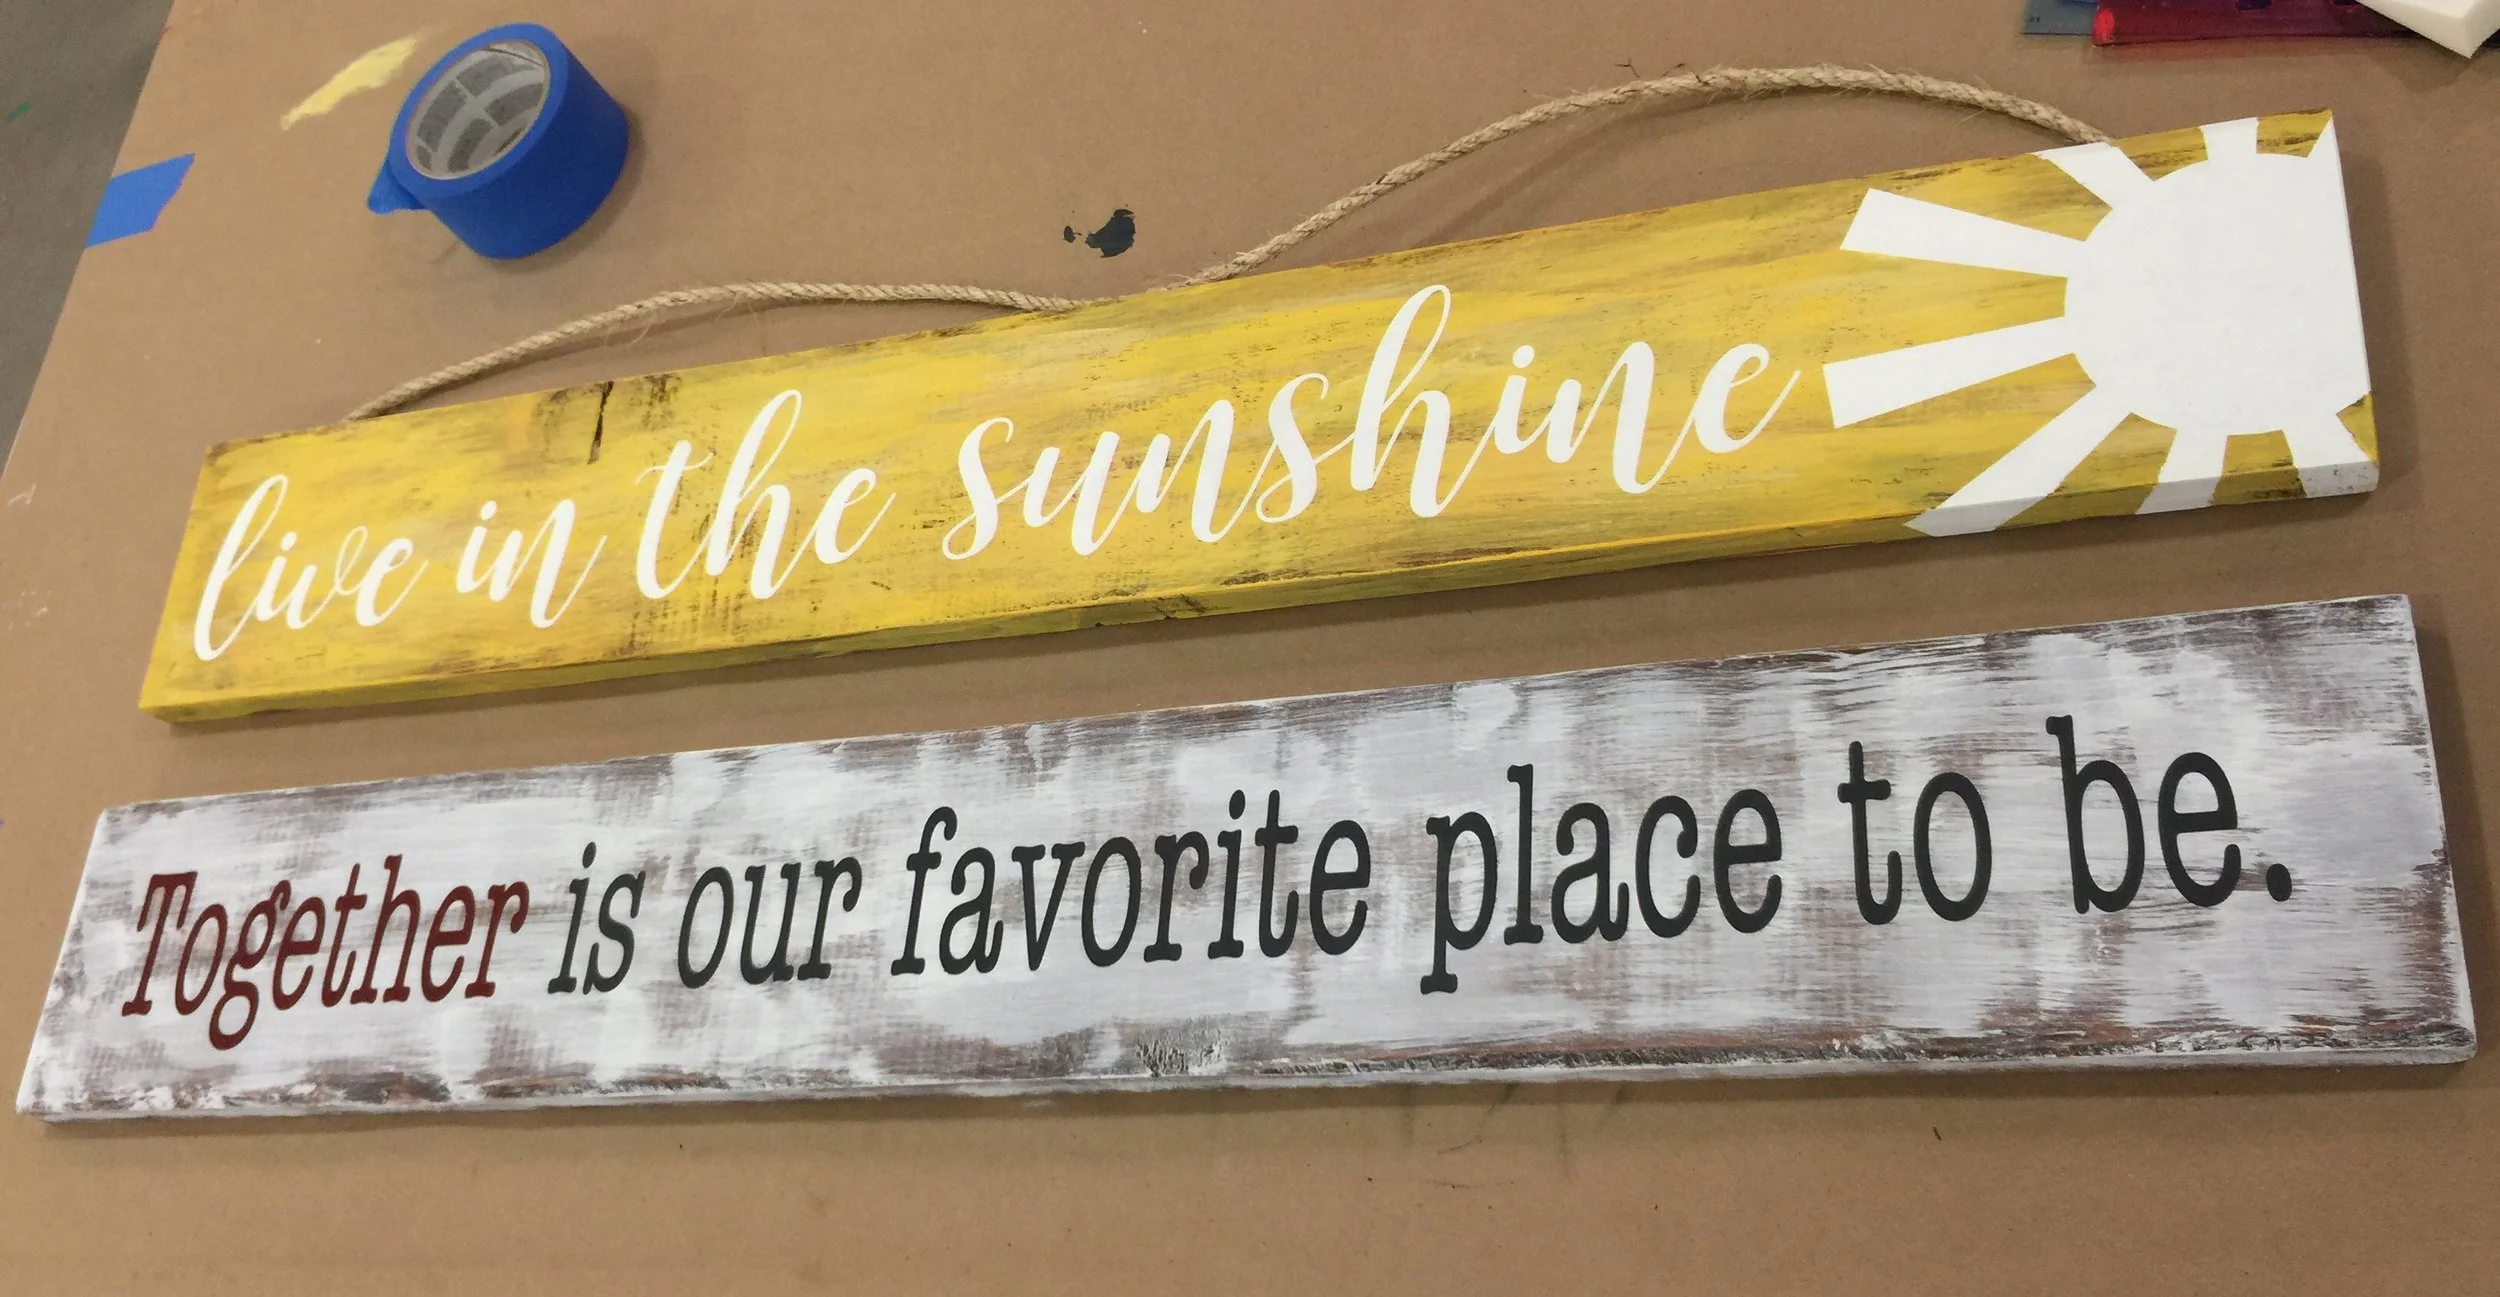 live in the sunshine
Together is our favorite place to be.